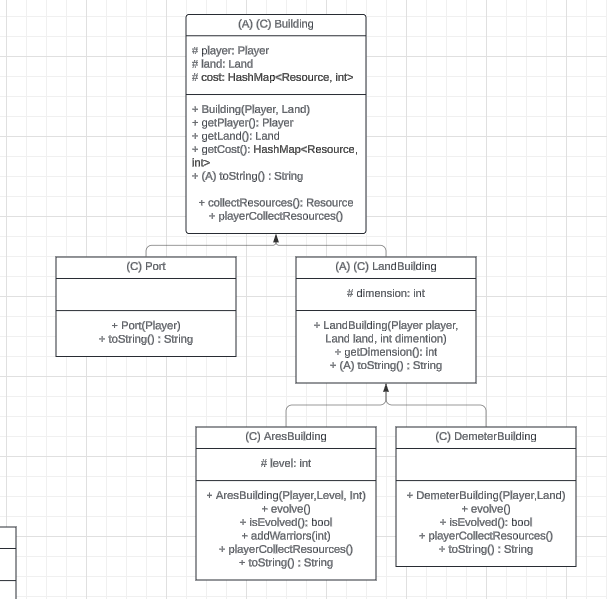 (A) (C) Building
# player: Player
# land: Land
# cost: HashMap<Resource, int>
+ Building(Player, Land)
+ getPlayer(): Player
+ getLand(): Land
+ getCost(): HashMap<Resource,
int>
+ (A) toString() : String
+ collectResources(): Resource
+ playerCollectResources()
(C) Port
+ Port(Player)
+ toString() : String
(A) (C) LandBuilding
# dimension: int
+ LandBuilding(Player player,
Land land, int dimention)
+ getDimension(): int
+ (A) toString() : String
(C) AresBuilding
# level: int
+ AresBuilding(Player,Level, Int)
+ evolve()
+ isEvolved(): bool
+ addWarriors(int)
+ playerCollectResources()
+ toString() : String
(C) DemeterBuilding
+ DemeterBuilding(Player,Land)
+ evolve()
+ isEvolved(): bool
+ playerCollectResources()
+ toString() : String